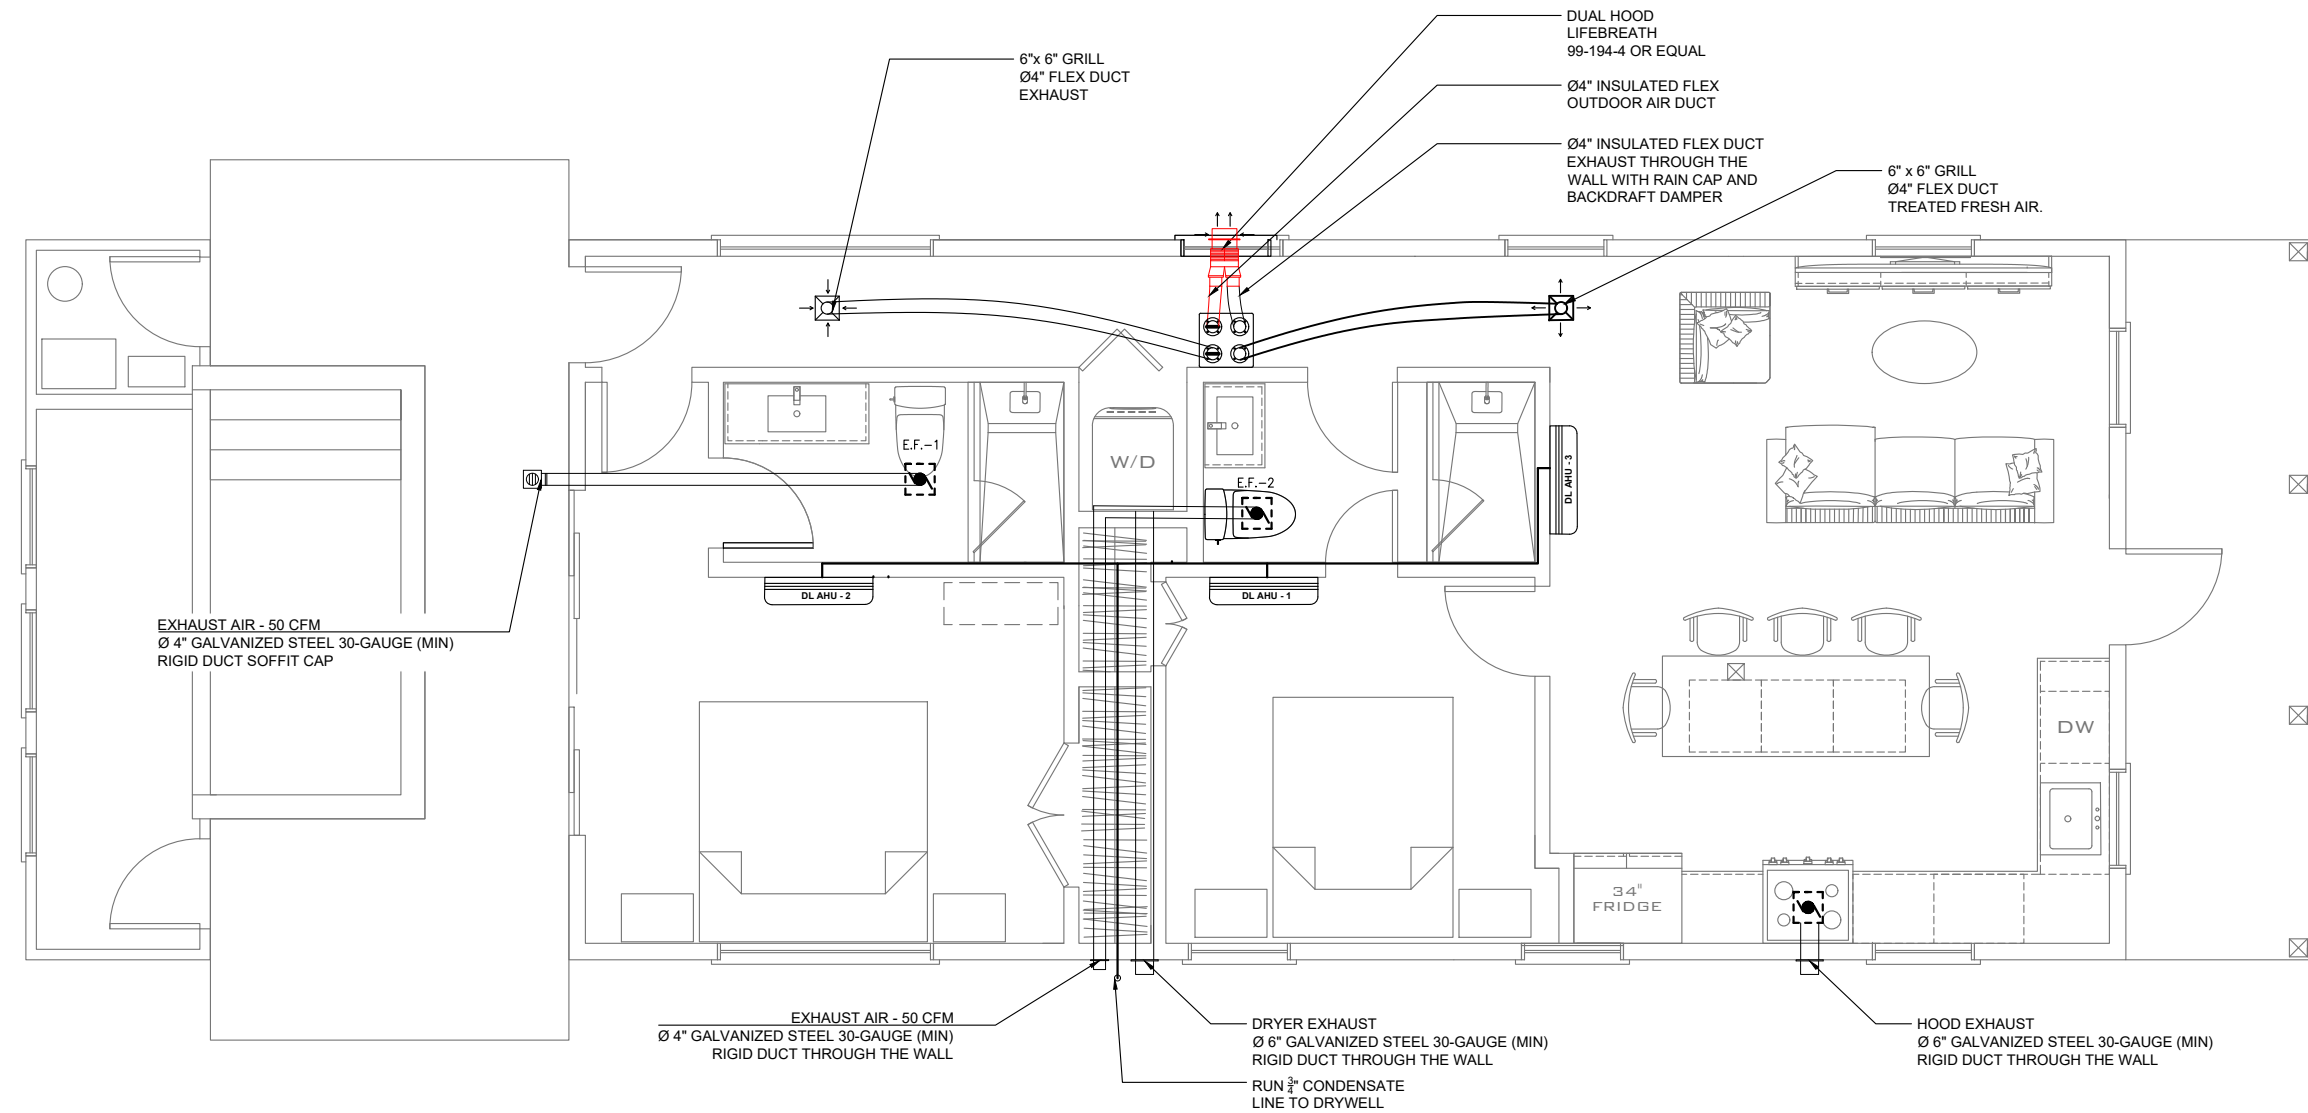 DUAL HOOD
LIFEBREATH
99-194-4 OR EQUAL
6"x 6" GRILL
Ø4" FLEX DUCT
EXHAUST
Ø4" INSULATED FLEX
OUTDOOR AIR DUCT
Ø4" INSULATED FLEX DUCT
EXHAUST THROUGH THE
WALL WITH RAIN CAP AND
BACKDRAFT DAMPER
6" x 6" GRILL
Ø4" FLEX DUCT
TREATED FRESH AIR.
E.F.-1
W/D
E.F.-2
DL AHU - 3
DL AHU - 2
DL AHU - 1
EXHAUST AIR - 50 CFM
Ø 4" GALVANIZED STEEL 30-GAUGE (MIN)
RIGID DUCT SOFFIT CAP
DW
34"
FRIDGE
EXHAUST AIR - 50 CFM
Ø 4" GALVANIZED STEEL 30-GAUGE (MIN)
RIGID DUCT THROUGH THE WALL
DRYER EXHAUST
Ø 6" GALVANIZED STEEL 30-GAUGE (MIN)
RIGID DUCT THROUGH THE WALL
RUN 3/4" CONDENSATE
LINE TO DRYWELL
HOOD EXHAUST
Ø 6" GALVANIZED STEEL 30-GAUGE (MIN)
RIGID DUCT THROUGH THE WALL